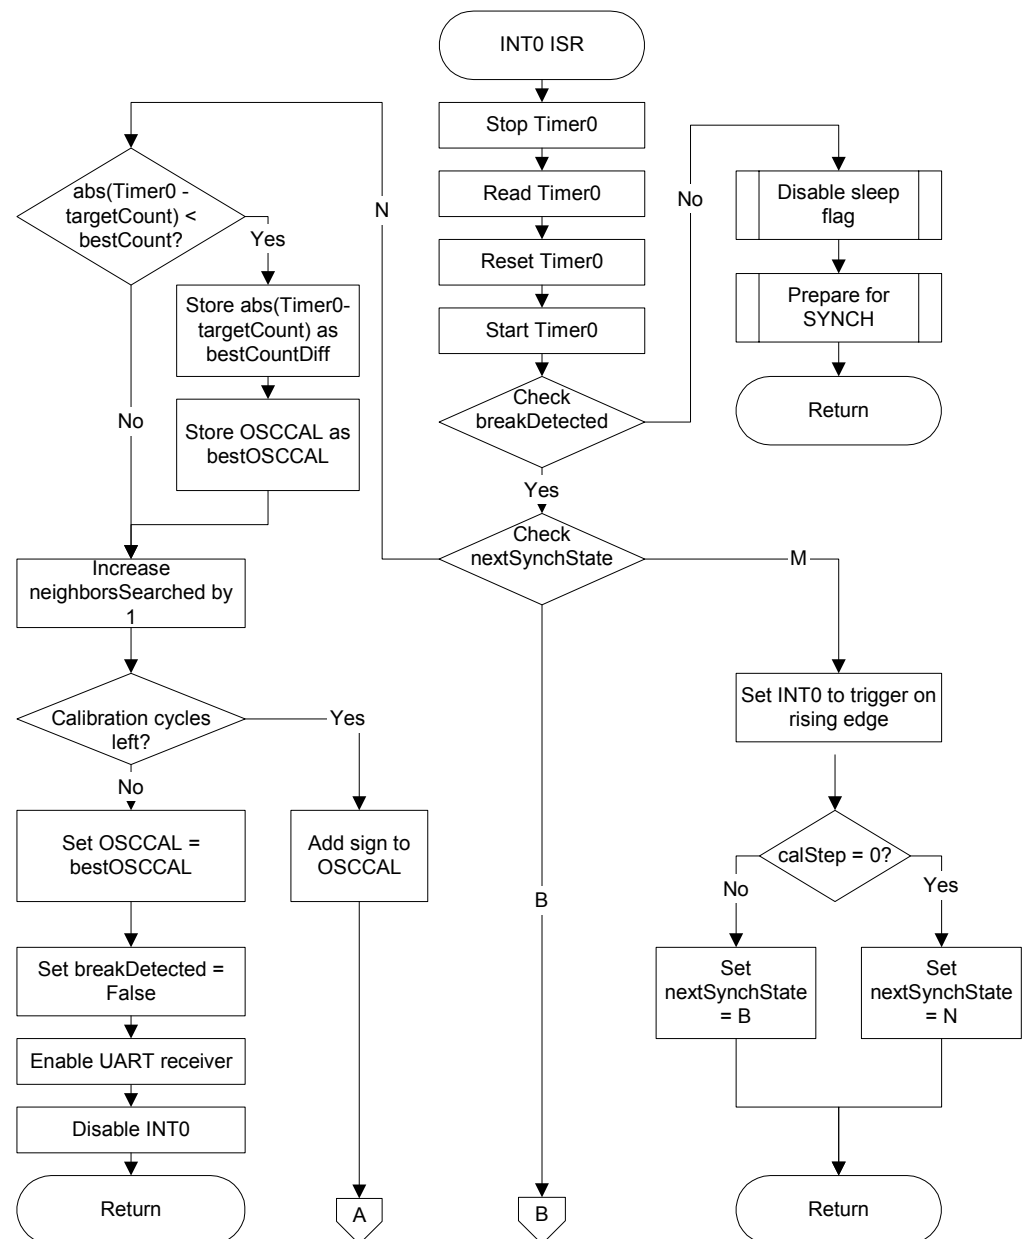 INT0 ISR
Stop Timer0
Read Timer0
Reset Timer0
Start Timer0
Check
breakDetected
No
Disable sleep
flag
Prepare for
SYNCH
Return
Yes
Check
nextSynchState
N
abs(Timer0 -
targetCount) <
bestCount?
Yes
Store abs(Timer0-
targetCount) as
bestCountDiff
Store OSCCAL as
bestOSCCAL
No
Increase
neighborsSearched by
1
Calibration cycles
left?
Yes
No
Set OSCCAL =
bestOSCCAL
Add sign to
OSCCAL
Set breakDetected =
False
Enable UART receiver
Disable INT0
Return
A
B
B
M
Set INT0 to trigger on
rising edge
calStep = 0?
No
Yes
Set
nextSynchState
= B
Set
nextSynchState
= N
Return